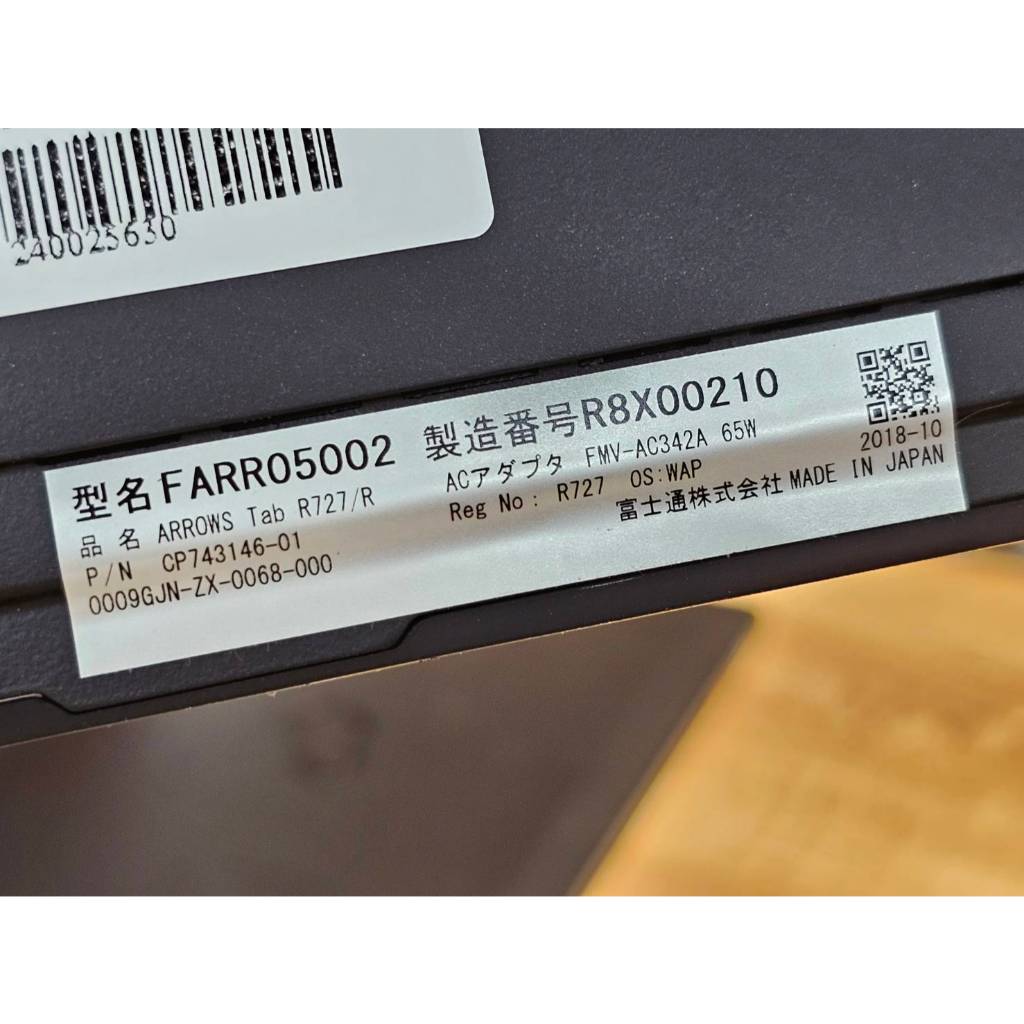 240025630
型名FARR05002 製造番号R8X00210
品 名 ARROWS Tab R727/R
ACアダプタ FMV-AC342A 65W
P/N CP743146-01
Reg No: R727 OS:WAP
2018-10
0009GJN-ZX-0068-000
富士通株式会社 MADE IN JAPAN